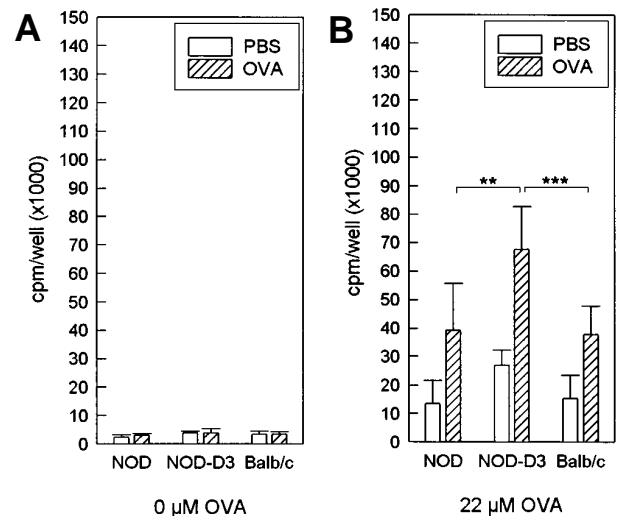 A
cpm/well (x1000)
150
140
130
120
110
100
90
80
70
60
50
40
30
20
10
0
PBS
OVA
NOD NOD-D3 Balb/c
0 µM OVA
B
cpm/well (x1000)
150
140
130
120
110
100
90
80
70
60
50
40
30
20
10
0
PBS
OVA
** ***
NOD NOD-D3 Balb/c
22 µM OVA